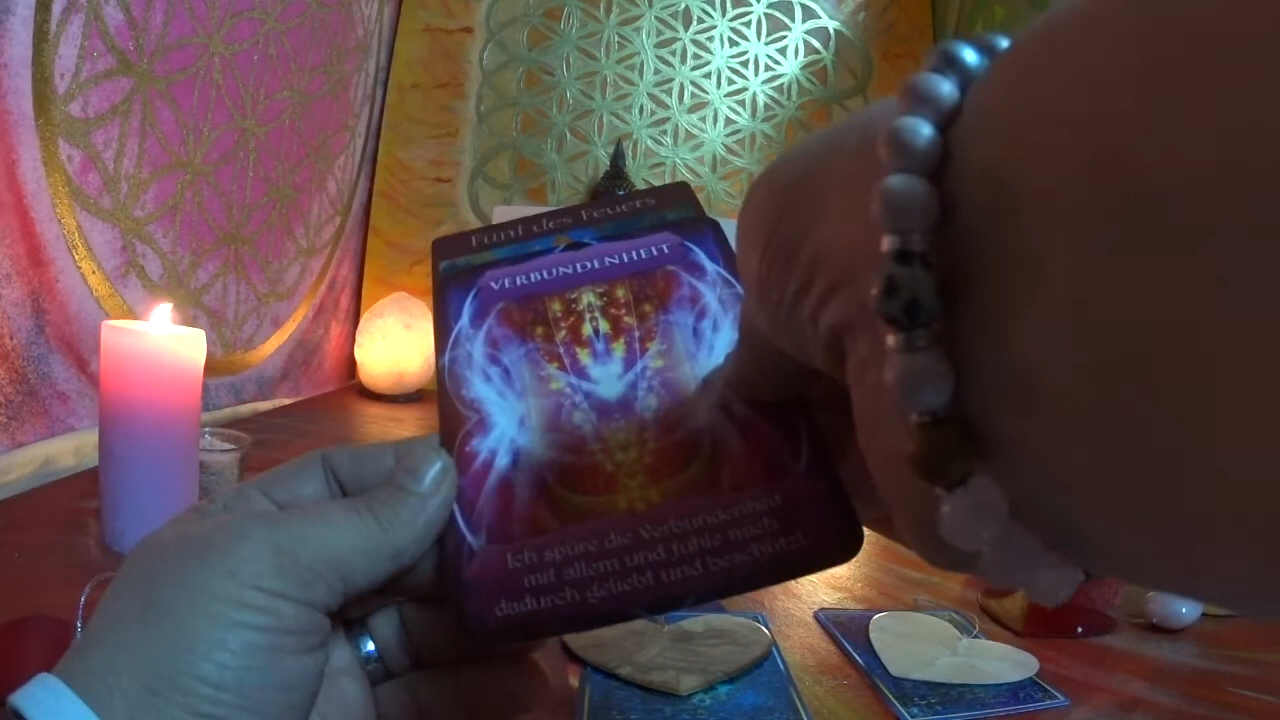 Fünf des Feuers
VERBUNDENHEIT
Ich spüre die Verbundenheit
mit allem und fühle mich
dadurch geliebt und beschützt.